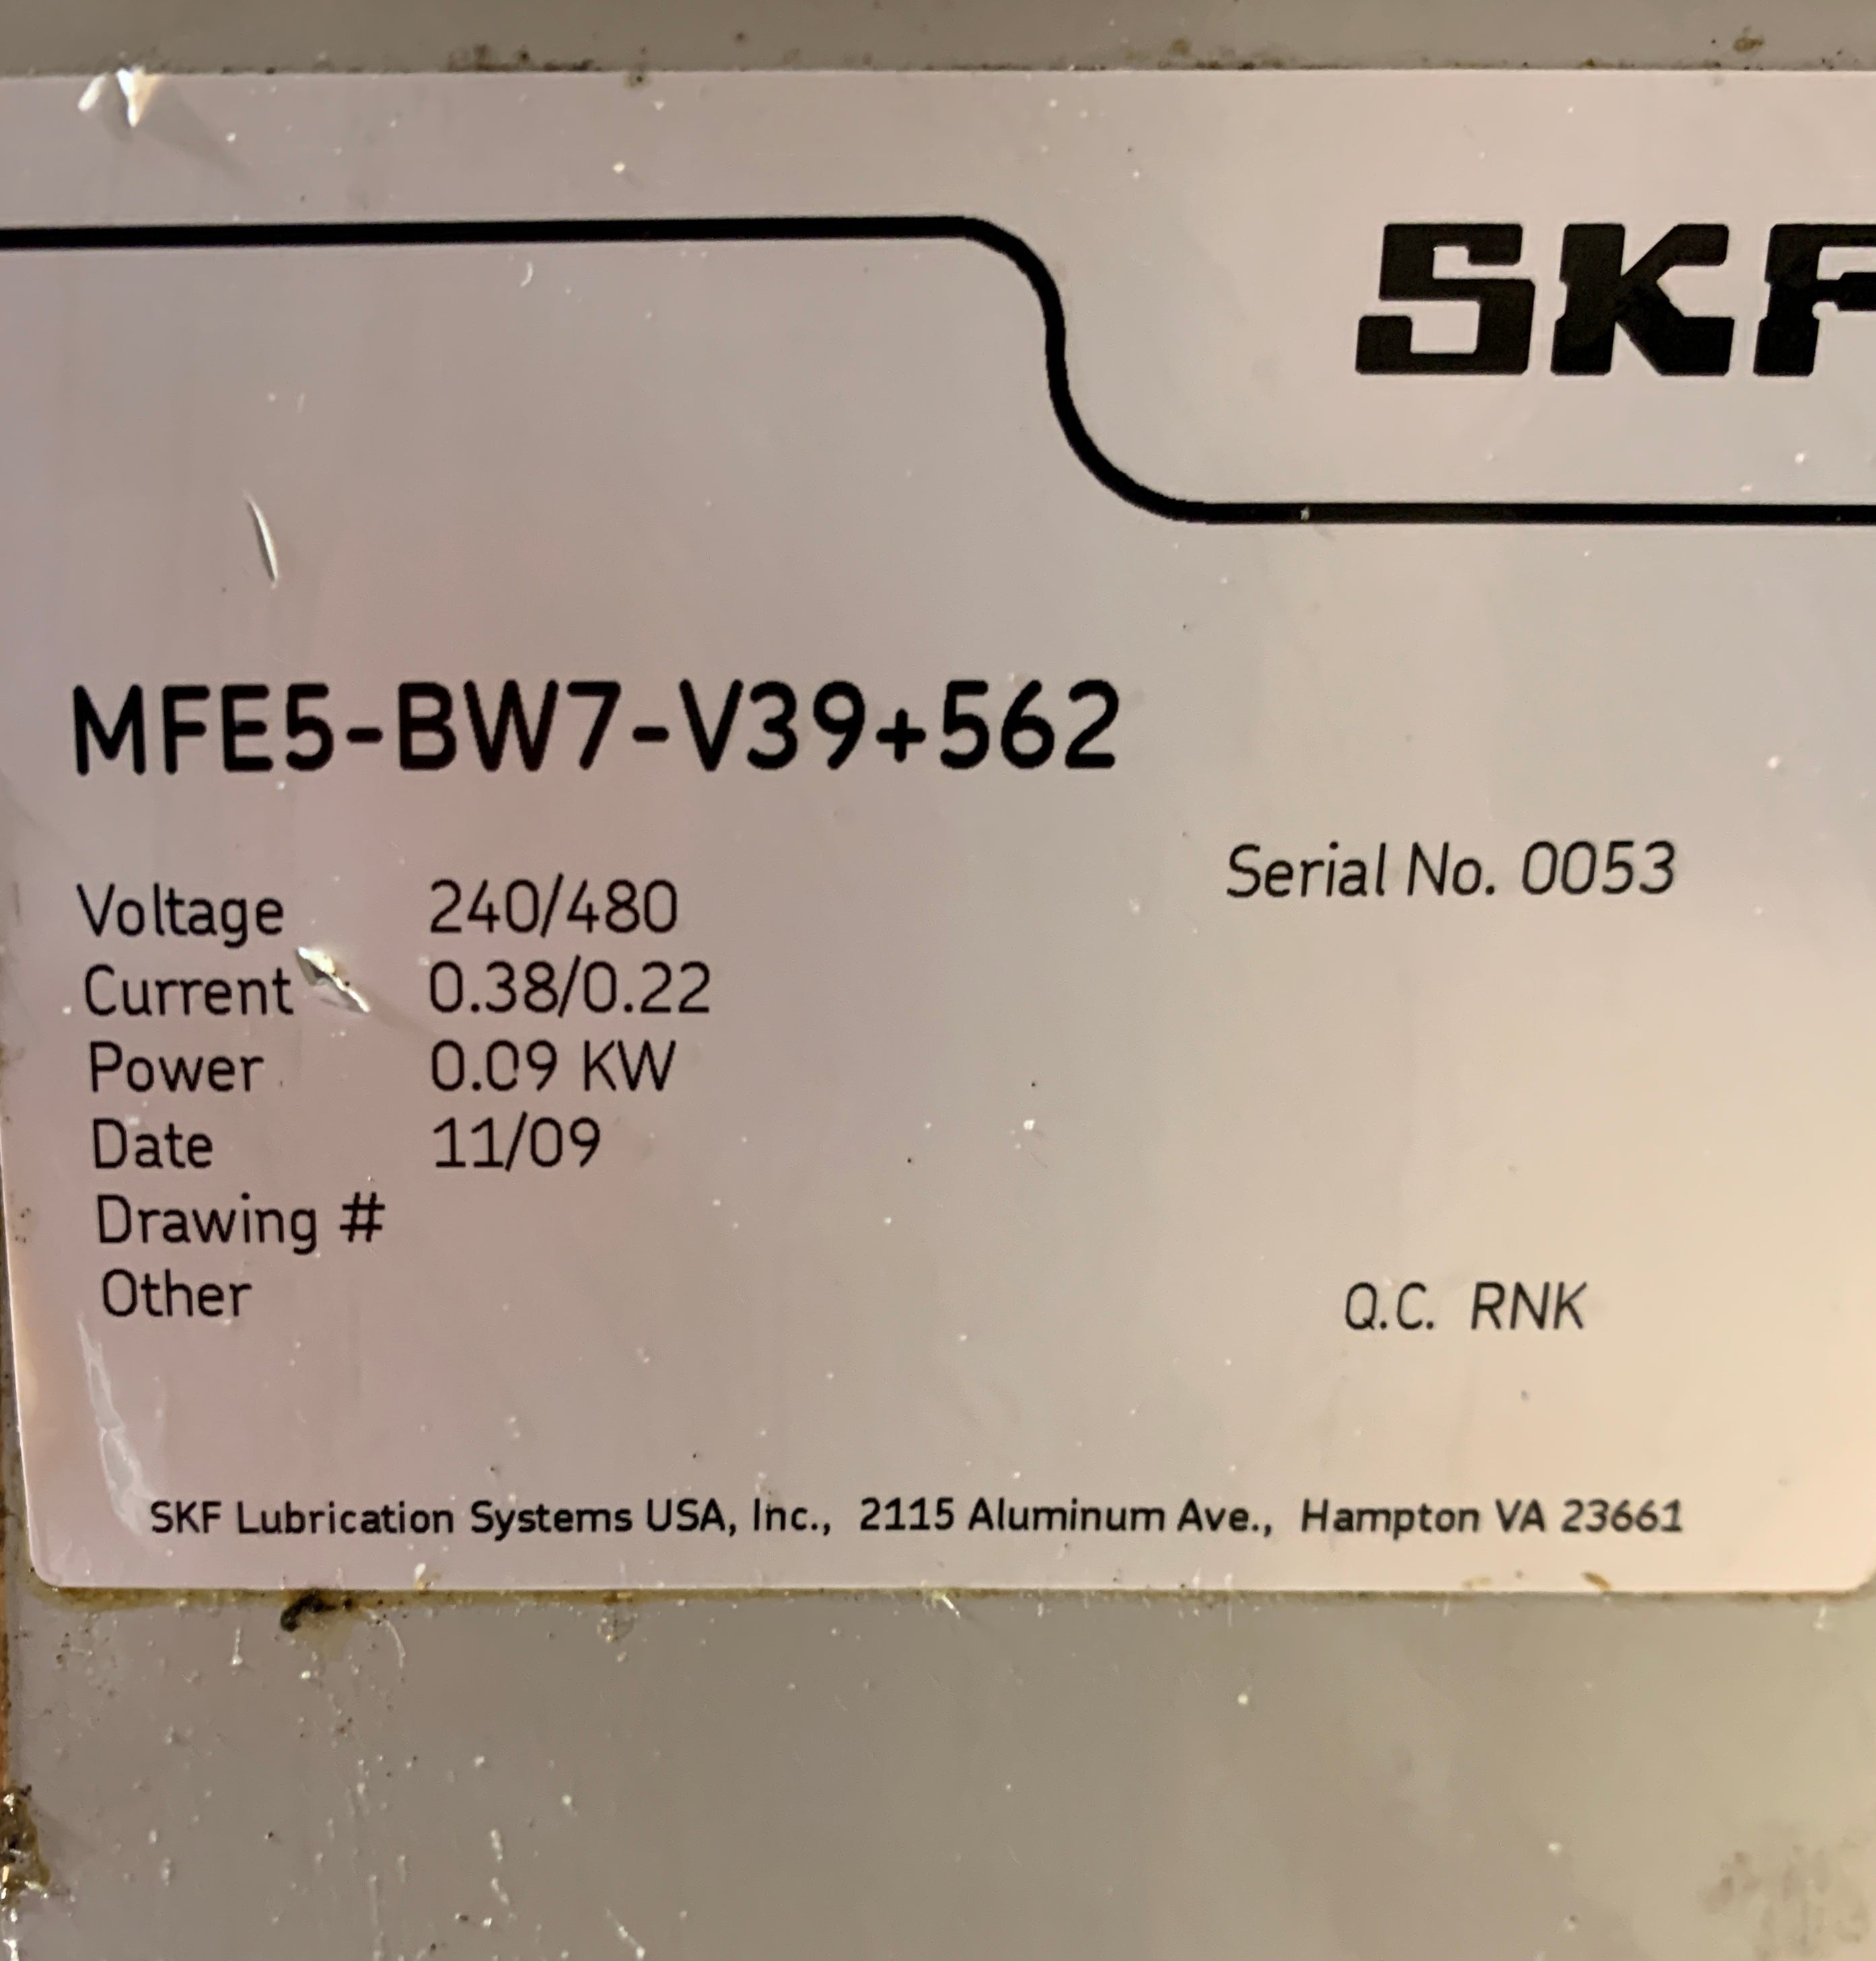 SKF
MFE5-BW7-V39+562
Serial No. 0053
Voltage 240/480
Current 0.38/0.22
Power 0.09 KW
Date 11/09
Drawing #
Other
Q.C. RNK
SKF Lubrication Systems USA, Inc., 2115 Aluminum Ave., Hampton VA 23661